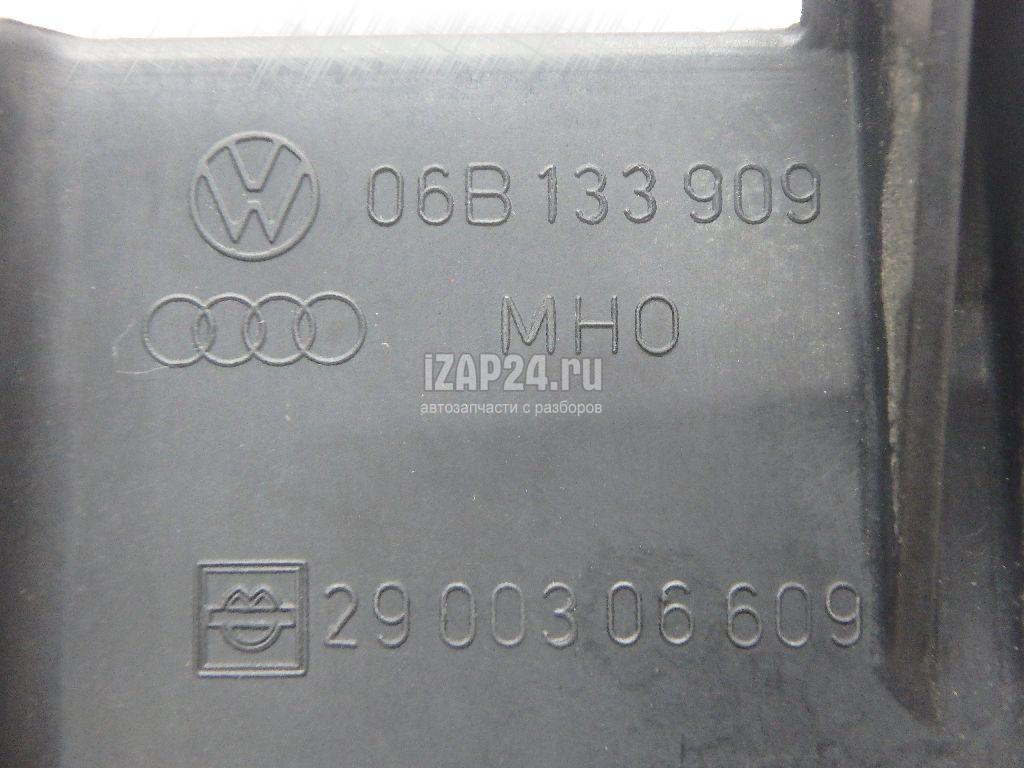 06B 133 909
MHO
iZAP24.ru
автозапчасти с разборов
29 003 06 609